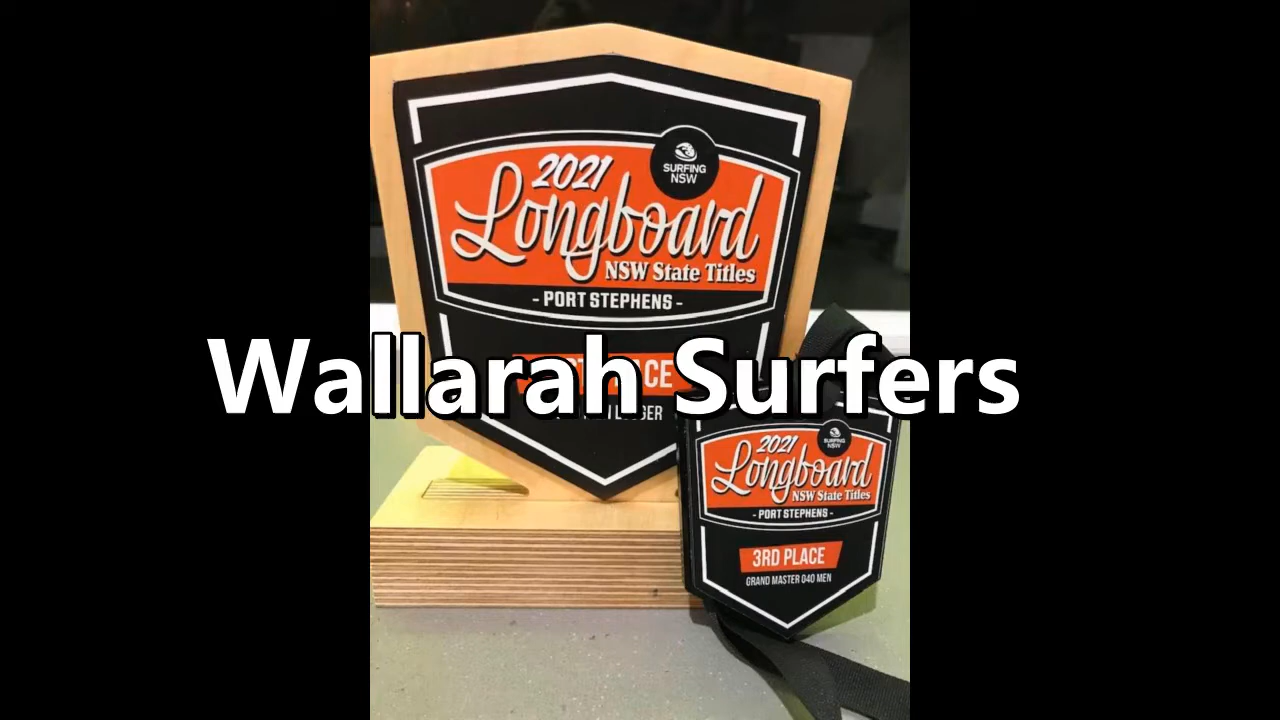 2021
SURFING
NSW
Longboard
NSW State Titles
- PORT STEPHENS -
Wallarah Surfers
2021
SURFING
NSW
Longboard
NSW State Titles
- PORT STEPHENS -
3RD PLACE
GRAND MASTER O40 MEN